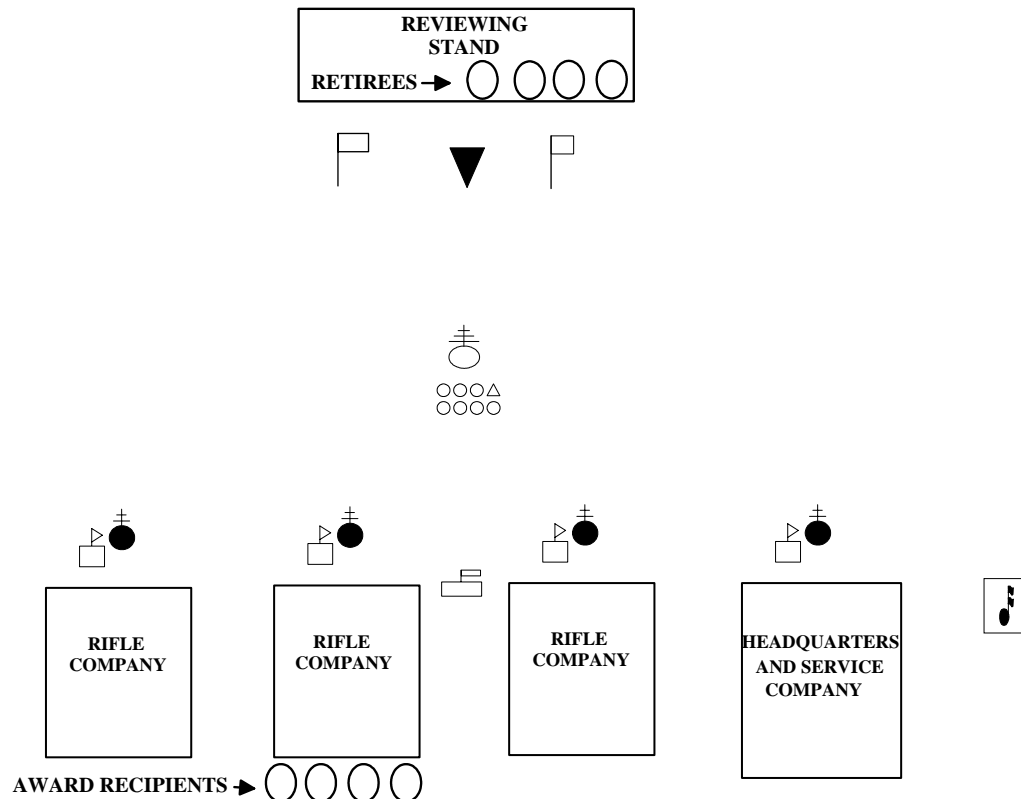 REVIEWING
STAND
RETIREES
RIFLE
COMPANY
RIFLE
COMPANY
RIFLE
COMPANY
HEADQUARTERS
AND SERVICE
COMPANY
AWARD RECIPIENTS